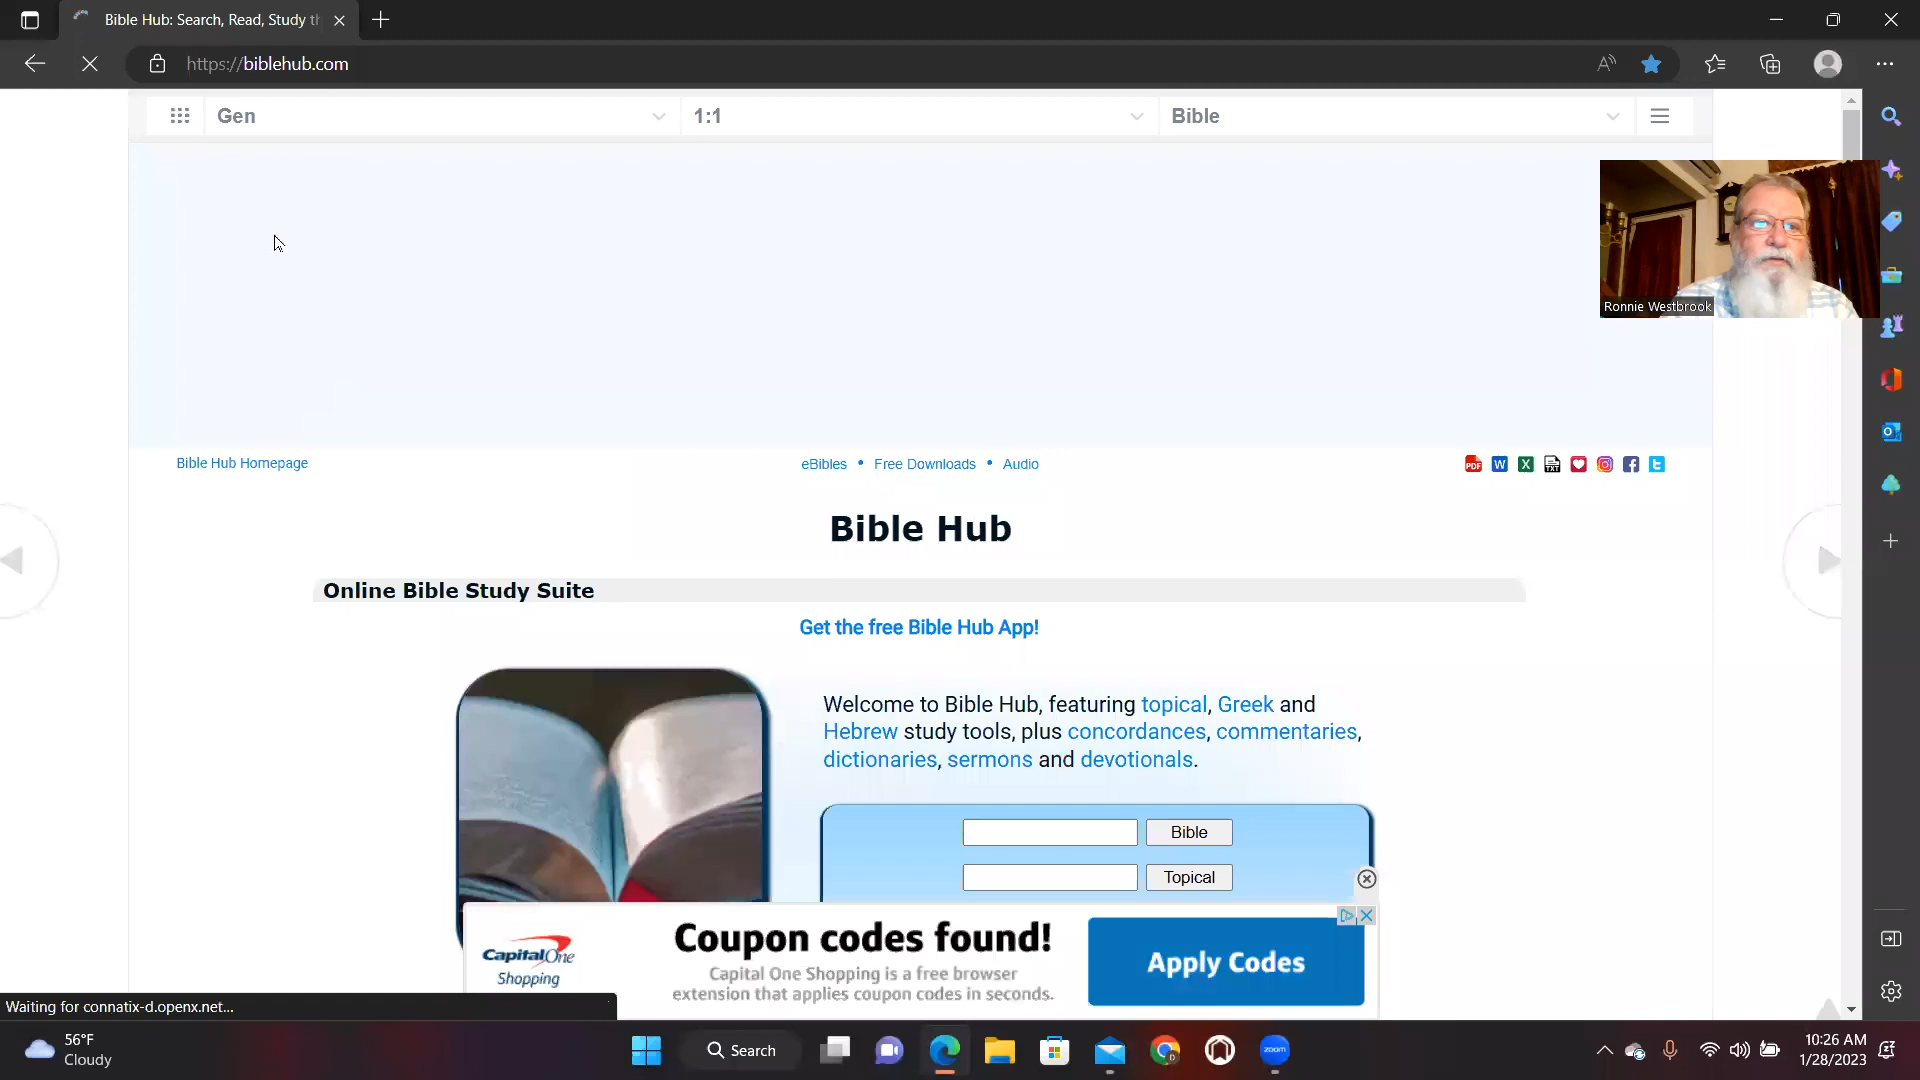 Bible Hub: Search, Read, Study th
https://biblehub.com
Gen
1:1
Bible
Ronnie Westbrook
Bible Hub Homepage
eBibles • Free Downloads • Audio
PDF W X TXT
Bible Hub
Online Bible Study Suite
Get the free Bible Hub App!
Welcome to Bible Hub, featuring topical, Greek and
Hebrew study tools, plus concordances, commentaries,
dictionaries, sermons and devotionals.
Bible
Topical
CapitalOne
Shopping
Coupon codes found!
Capital One Shopping is a free browser
extension that applies coupon codes in seconds.
Apply Codes
Waiting for connatix-d.openx.net...
56°F
Cloudy
Search
zoom
10:26 AM
1/28/2023